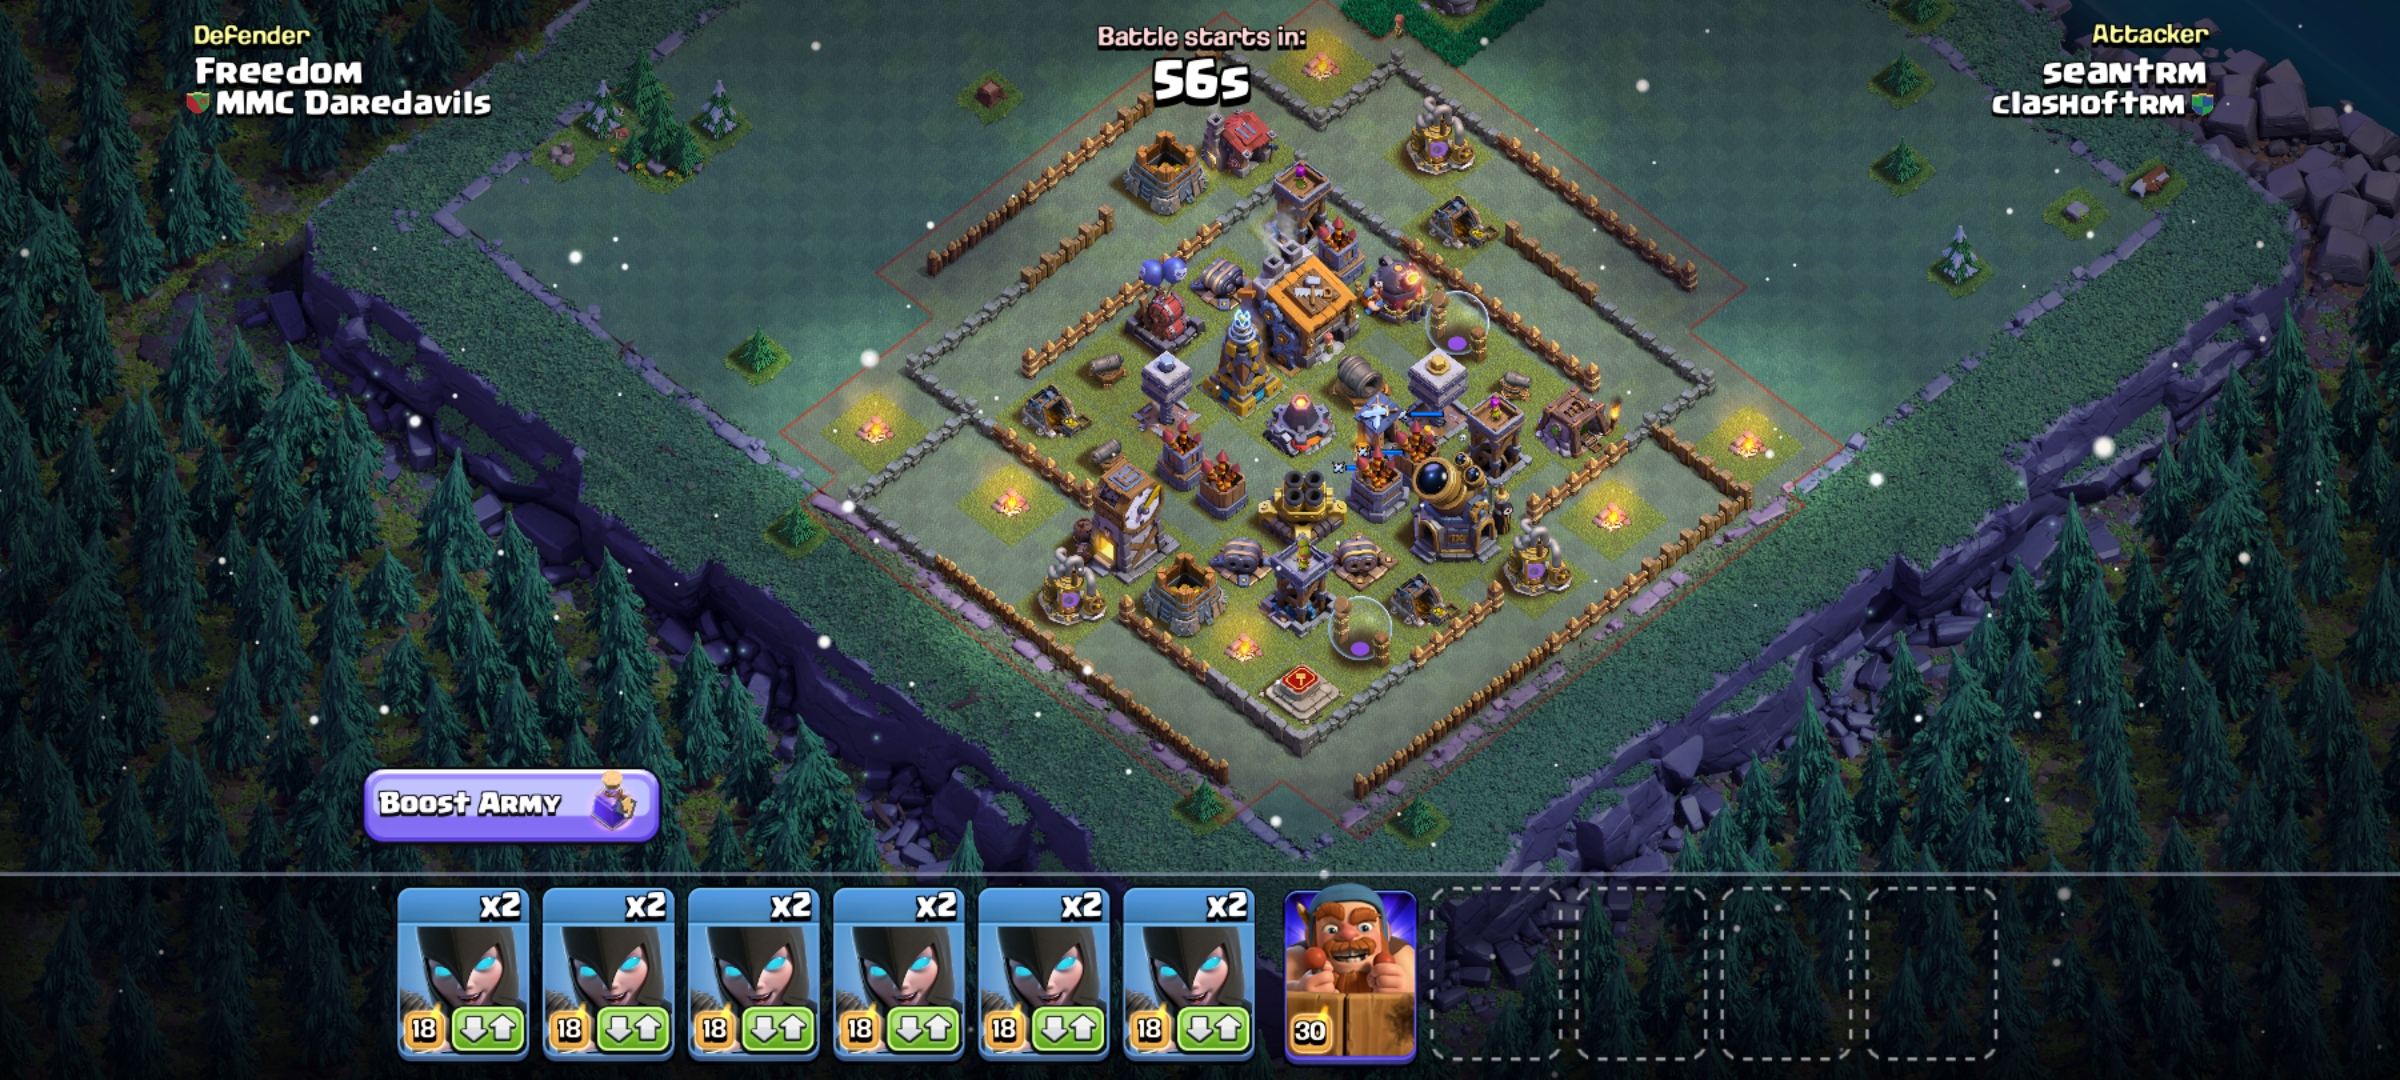 Defender
Freedom
MMC Daredavils
Battle starts in:
56s
Attacker
seantrm
clashoftrm
Boost Army
x2
x2
x2
x2
x2
x2
18
18
18
18
18
18
30